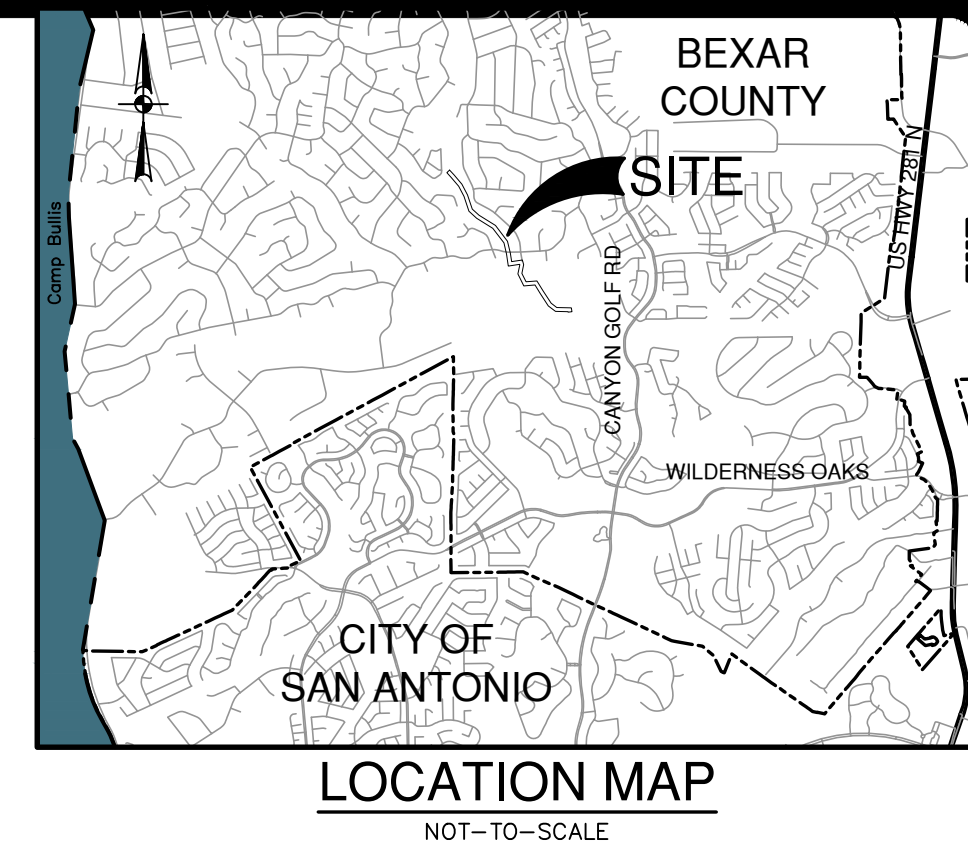 BEXAR
COUNTY
SITE
US HWY 281 N
Camp Bullis
CANYON GOLF RD
WILDERNESS OAKS
CITY OF
SAN ANTONIO
LOCATION MAP
NOT-TO-SCALE